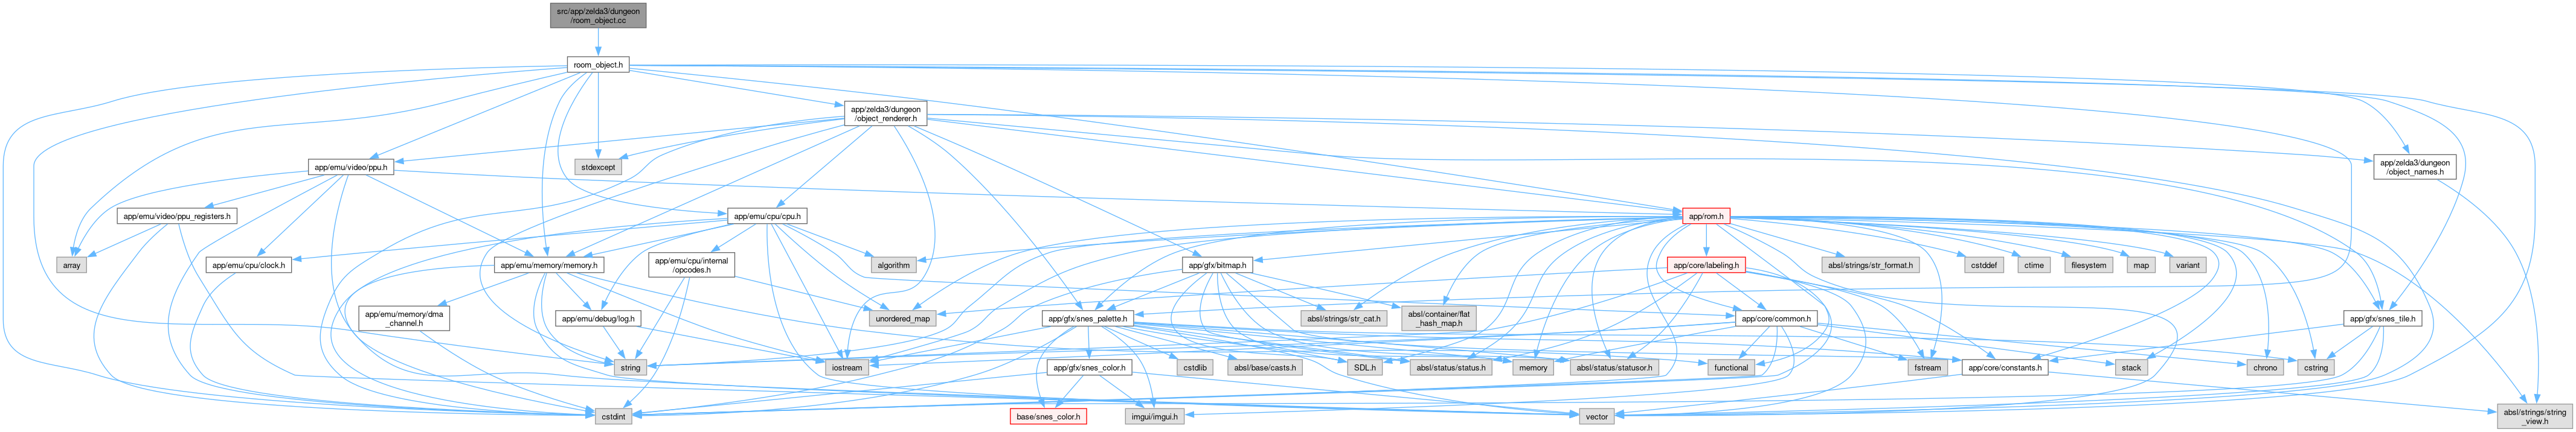 src/app/zelda3/dungeon
/room_object.cc
room_object.h
app/zelda3/dungeon
/object_renderer.h
app/emu/video/ppu.h
stdexcept
app/zelda3/dungeon
/object_names.h
app/emu/video/ppu_registers.h
app/emu/cpu/cpu.h
app/rom.h
array
app/emu/cpu/clock.h
app/emu/memory/memory.h
app/emu/cpu/internal
/opcodes.h
algorithm
app/gfx/bitmap.h
app/core/labeling.h
absl/strings/str_format.h
cstddef
ctime
filesystem
map
variant
app/emu/memory/dma
_channel.h
app/emu/debug/log.h
unordered_map
app/gfx/snes_palette.h
absl/strings/str_cat.h
absl/container/flat
_hash_map.h
app/core/common.h
app/gfx/snes_tile.h
string
iostream
app/gfx/snes_color.h
cstdlib
absl/base/casts.h
SDL.h
absl/status/status.h
memory
absl/status/statusor.h
functional
fstream
app/core/constants.h
stack
chrono
cstring
cstdint
base/snes_color.h
imgui/imgui.h
vector
absl/strings/string
_view.h